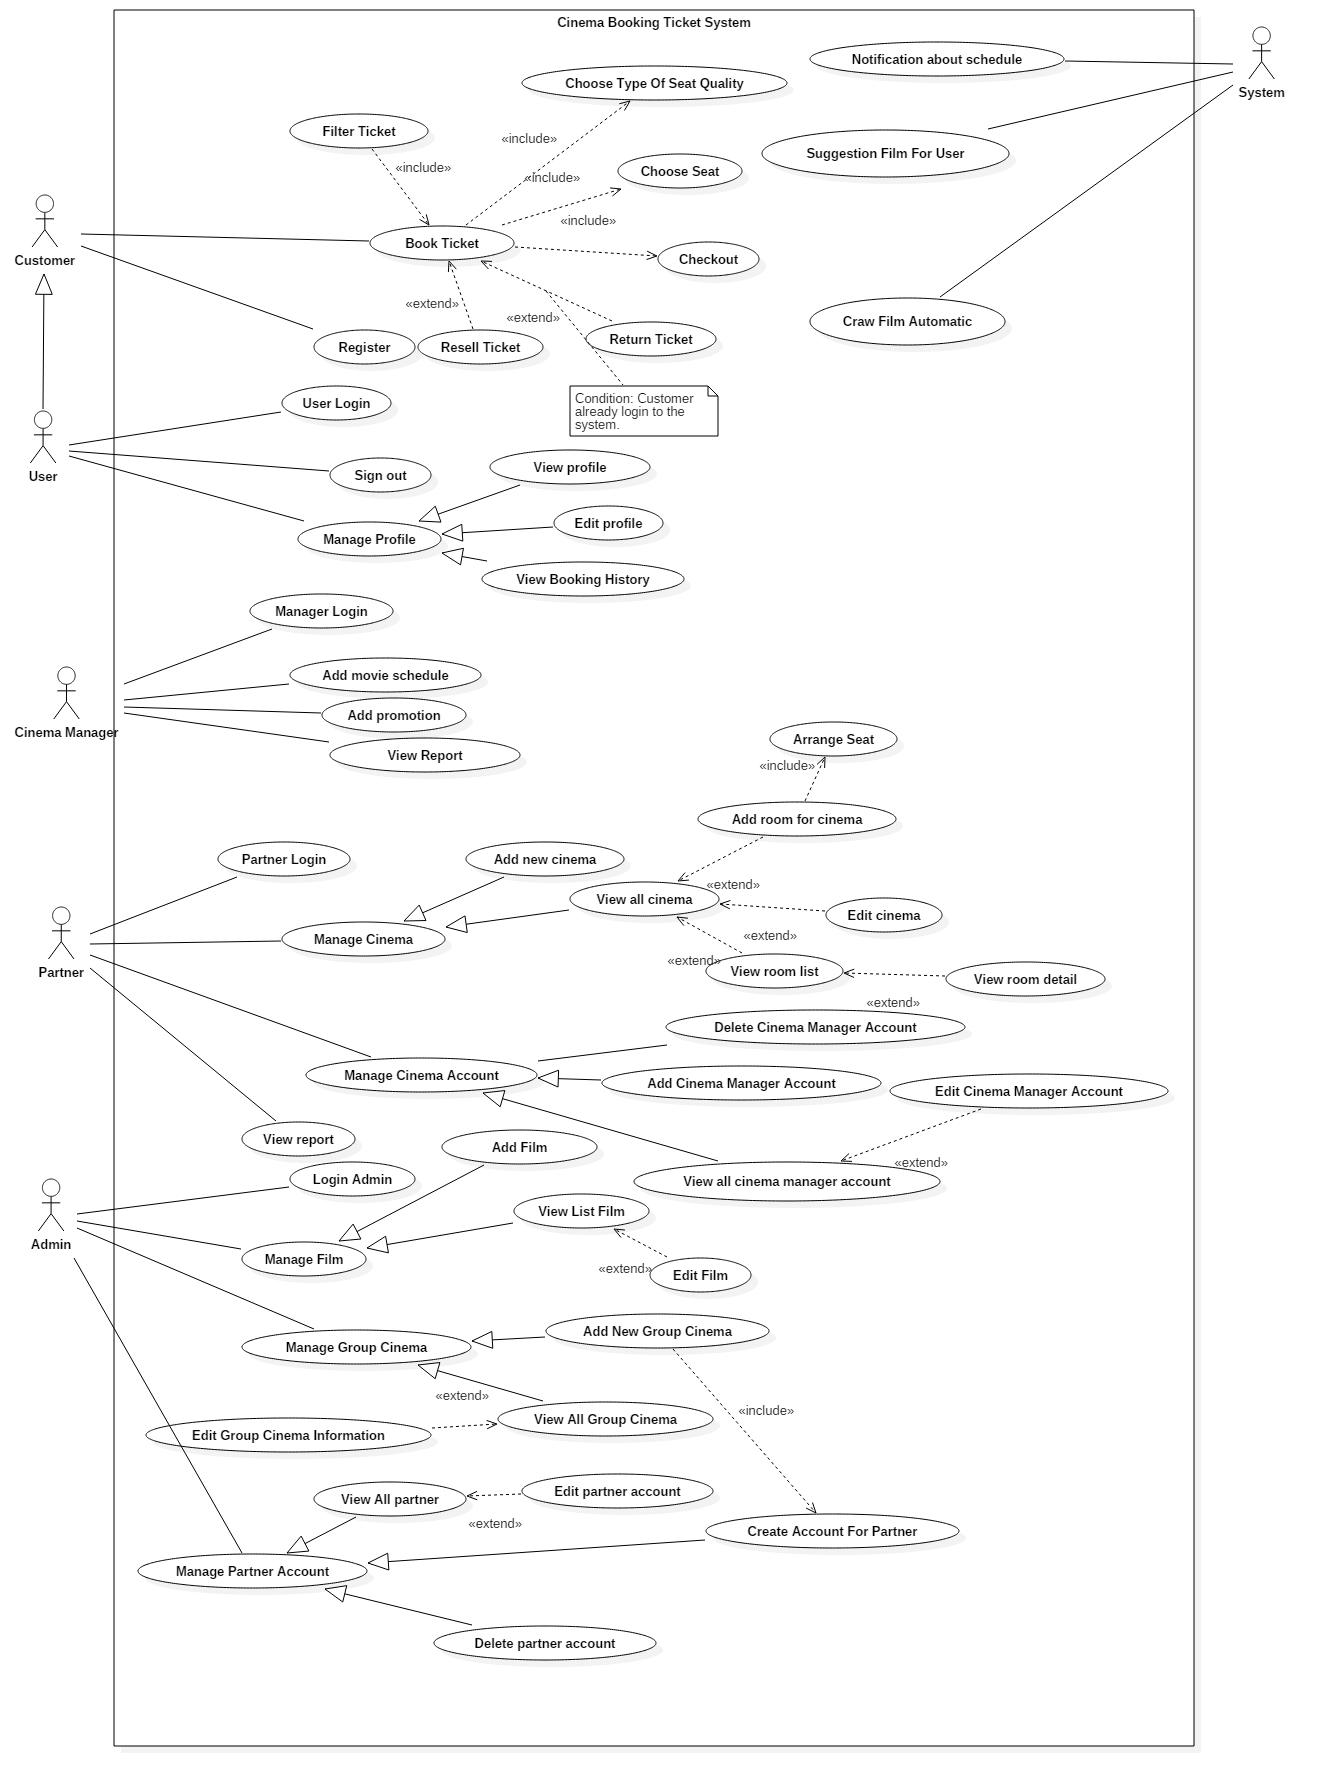 Cinema Booking Ticket System
Notification about schedule
System
Choose Type Of Seat Quality
Filter Ticket
«include»
Suggestion Film For User
«include»
Choose Seat
«include»
Customer
«include»
Book Ticket
Checkout
«extend»
«extend»
Craw Film Automatic
Register
Resell Ticket
Return Ticket
Condition: Customer
already login to the
system.
User Login
User
Sign out
View profile
Edit profile
Manage Profile
View Booking History
Manager Login
Add movie schedule
Add promotion
Cinema Manager
View Report
Arrange Seat
«include»
Add room for cinema
Partner Login
Add new cinema
«extend»
View all cinema
Edit cinema
Manage Cinema
«extend»
«extend»
Partner
View room list
View room detail
«extend»
Delete Cinema Manager Account
Manage Cinema Account
Add Cinema Manager Account
Edit Cinema Manager Account
View report
Add Film
«extend»
Login Admin
View all cinema manager account
View List Film
Admin
Manage Film
«extend»
Edit Film
Add New Group Cinema
Manage Group Cinema
«extend»
«include»
View All Group Cinema
Edit Group Cinema Information
View All partner
Edit partner account
«extend»
Create Account For Partner
Manage Partner Account
Delete partner account